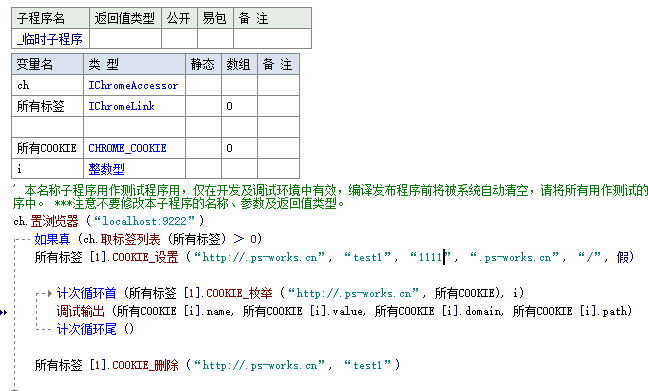 子程序名 返回值类型 公开 易包 备 注
_临时子程序
变量名 类 型 静态 数组 备 注
ch IChromeAccessor
所有标签 IChromeLink 0
所有COOKIE CHROME_COOKIE 0
i 整数型
' 本名称子程序用作测试程序用，仅在开发及调试环境中有效，编译发布程序前将被系统自动清空，请将所有用作测试的
序中。 ***注意不要修改本子程序的名称、参数及返回值类型。
ch.置浏览器 (“localhost:9222”)
如果真 (ch.取标签列表 (所有标签) ＞ 0)
所有标签 [1].COOKIE_设置 (“http://.ps-works.cn”, “test1”, “1111”, “.ps-works.cn”, “/”, 假)
计次循环首 (所有标签 [1].COOKIE_枚举 (“http://.ps-works.cn”, 所有COOKIE), i)
调试输出 (所有COOKIE [i].name, 所有COOKIE [i].value, 所有COOKIE [i].domain, 所有COOKIE [i].path)
计次循环尾 ()
所有标签 [1].COOKIE_删除 (“http://.ps-works.cn”, “test1”)